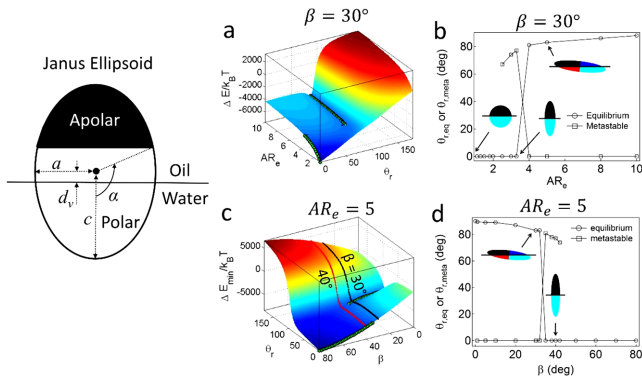 Janus Ellipsoid
Apolar
a
α
Oil
Water
d_v
c
Polar
a
β = 30°
Δ E/k_BT
2000
0
-2000
-4000
10
8
6
4
2
AR_e
0
50
100
150
θ_r
b
β = 30°
θ_r,eq or θ_r,meta (deg)
80
60
40
20
0
Equilibrium
Metastable
2
4
6
8
10
AR_e
c
AR_e = 5
Δ E_min/k_BT
5000
0
-5000
β=30°
40°
150
100
50
0
θ_r
80
60
40
20
0
β
d
AR_e = 5
θ_r,eq or θ_r,meta (deg)
80
60
40
20
0
equilibrium
metastable
0
20
40
60
80
β (deg)